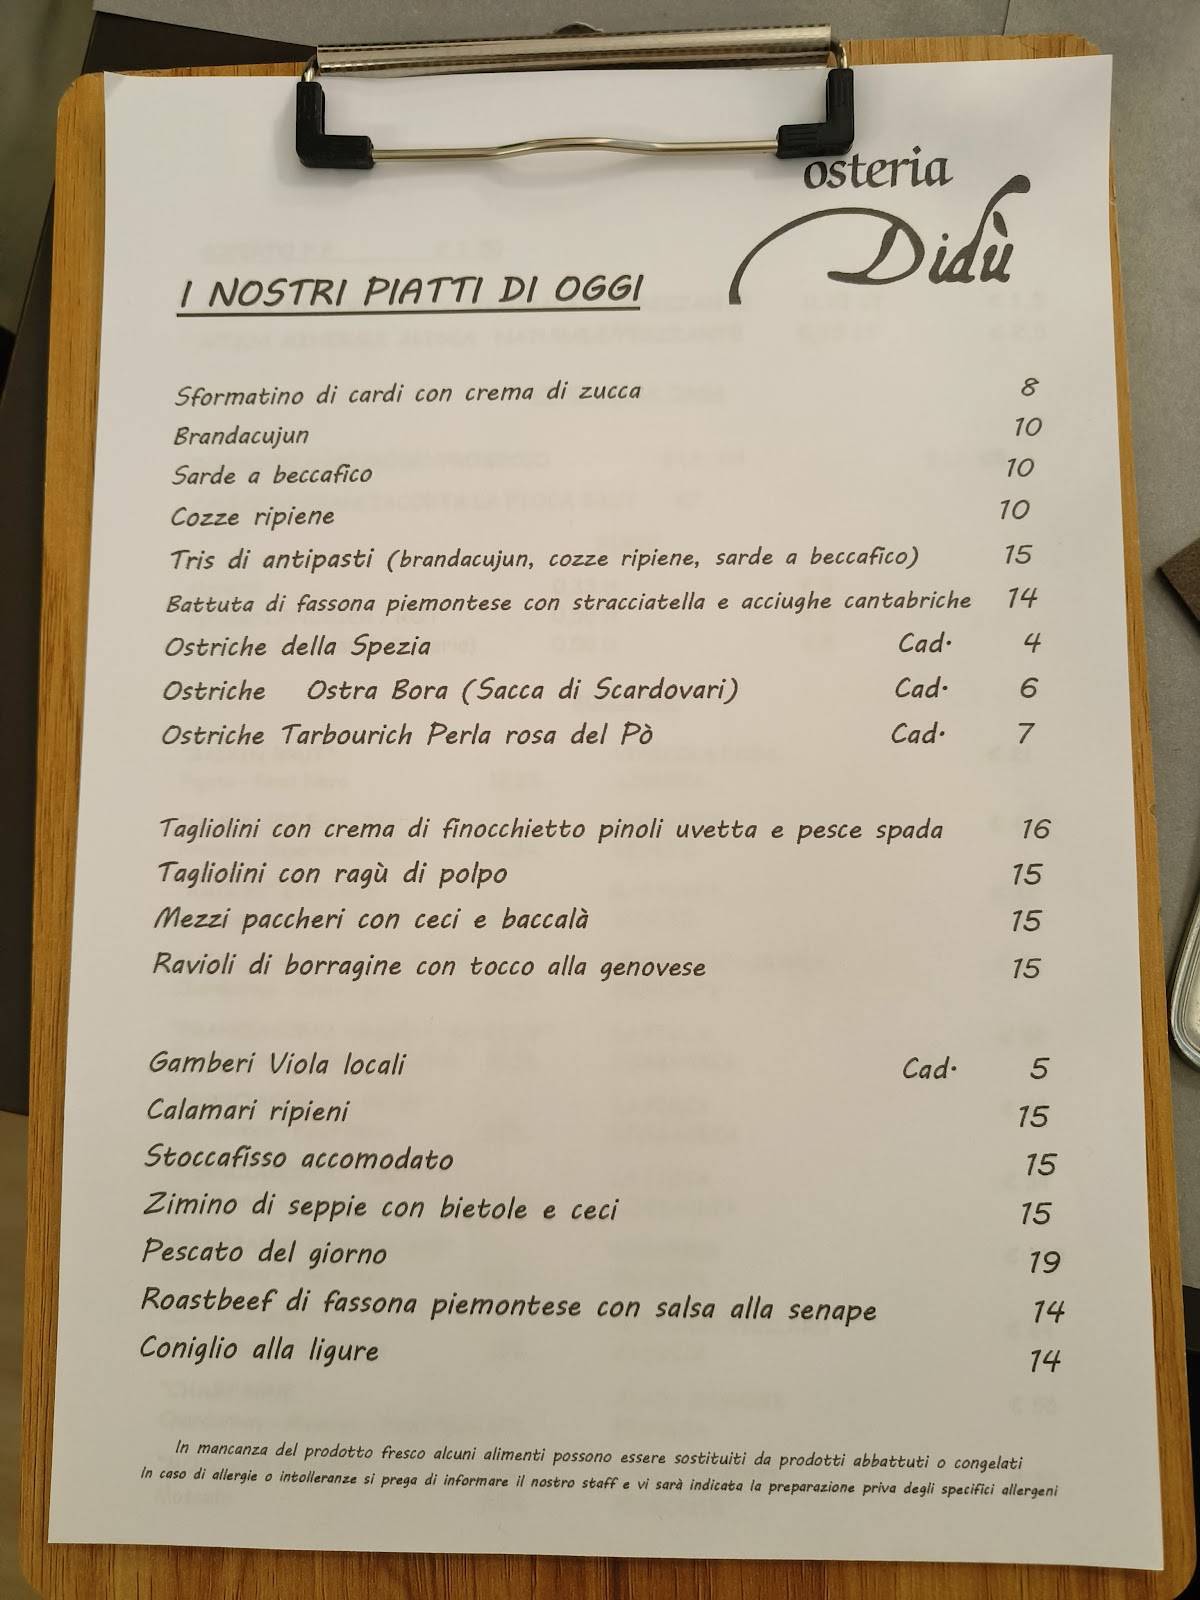 osteria
Didù
I NOSTRI PIATTI DI OGGI
Sformatino di cardi con crema di zucca 8
Brandacujun 10
Sarde a beccafico 10
Cozze ripiene 10
Tris di antipasti (brandacujun, cozze ripiene, sarde a beccafico) 15
Battuta di fassona piemontese con stracciatella e acciughe cantabriche 14
Ostriche della Spezia Cad. 4
Ostriche Ostra Bora (Sacca di Scardovari) Cad. 6
Ostriche Tarbourich Perla rosa del Pò Cad. 7
Tagliolini con crema di finocchietto pinoli uvetta e pesce spada 16
Tagliolini con ragù di polpo 15
Mezzi paccheri con ceci e baccalà 15
Ravioli di borragine con tocco alla genovese 15
Gamberi Viola locali Cad. 5
Calamari ripieni 15
Stoccafisso accomodato 15
Zimino di seppie con bietole e ceci 15
Pescato del giorno 19
Roastbeef di fassona piemontese con salsa alla senape 14
Coniglio alla ligure 14
In mancanza del prodotto fresco alcuni alimenti possono essere sostituiti da prodotti abbattuti o congelati
In caso di allergie o intolleranze si prega di informare il nostro staff e vi sarà indicata la preparazione priva degli specifici allergeni